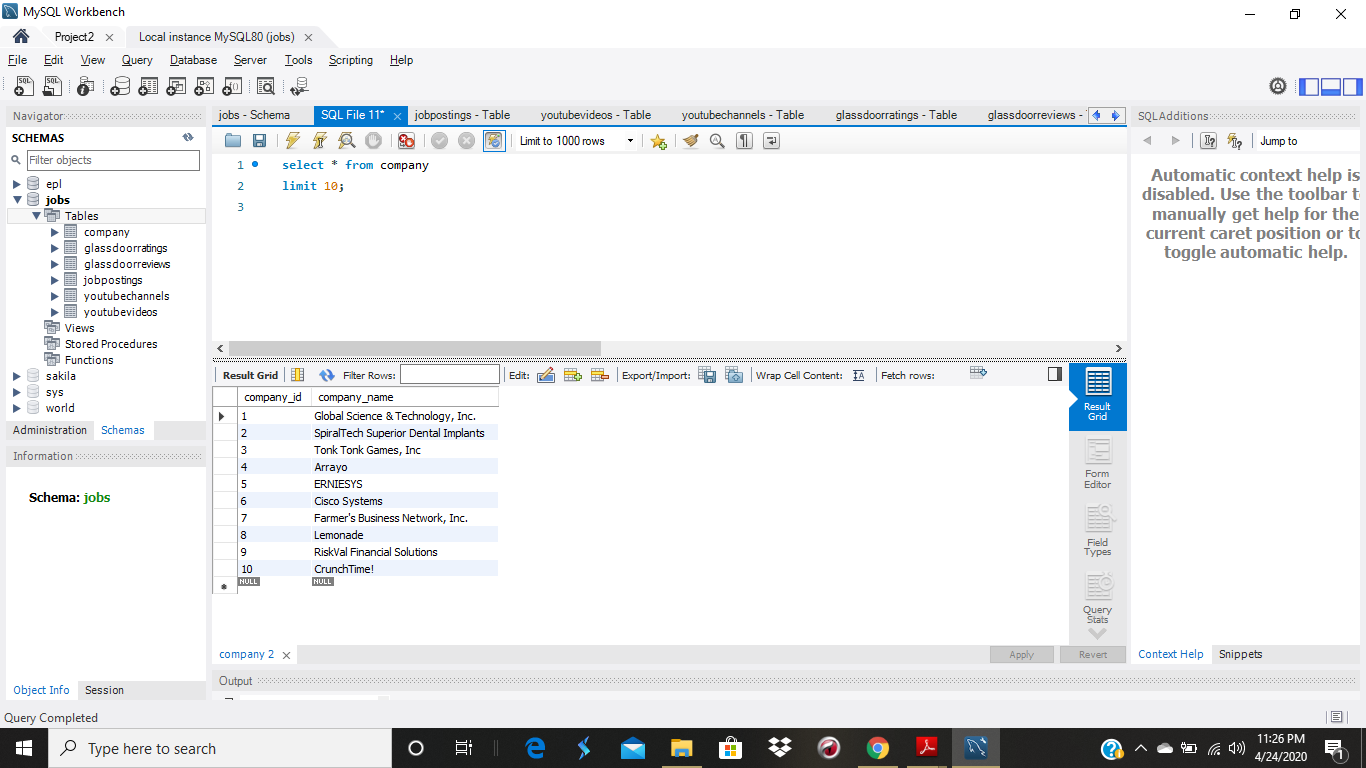 MySQL Workbench
Project2
Local instance MySQL80 (jobs)
File Edit View Query Database Server Tools Scripting Help
Navigator
SCHEMAS
Filter objects
epl
jobs
Tables
company
glassdoorratings
glassdoorreviews
jobpostings
youtubechannels
youtubevideos
Views
Stored Procedures
Functions
sakila
sys
world
Administration Schemas
Information
Schema: jobs
Object Info Session
jobs - Schema SQL File 11* jobpostings - Table youtubevideos - Table youtubechannels - Table glassdoorratings - Table glassdoorreviews -
Limit to 1000 rows
1 select * from company
2 limit 10;
3
Result Grid Filter Rows: Edit: Export/Import: Wrap Cell Content: Fetch rows:
company_id company_name
1 Global Science & Technology, Inc.
2 SpiralTech Superior Dental Implants
3 Tonk Tonk Games, Inc
4 Arrayo
5 ERNIESYS
6 Cisco Systems
7 Farmer's Business Network, Inc.
8 Lemonade
9 RiskVal Financial Solutions
10 CrunchTime!
NULL NULL
Result
Grid
Form
Editor
Field
Types
Query
Stats
company 2
Apply Revert
Output
SQLAdditions
Jump to
Automatic context help is
disabled. Use the toolbar t
manually get help for the
current caret position or to
toggle automatic help.
Context Help Snippets
Query Completed
Type here to search
11:26 PM
4/24/2020
1